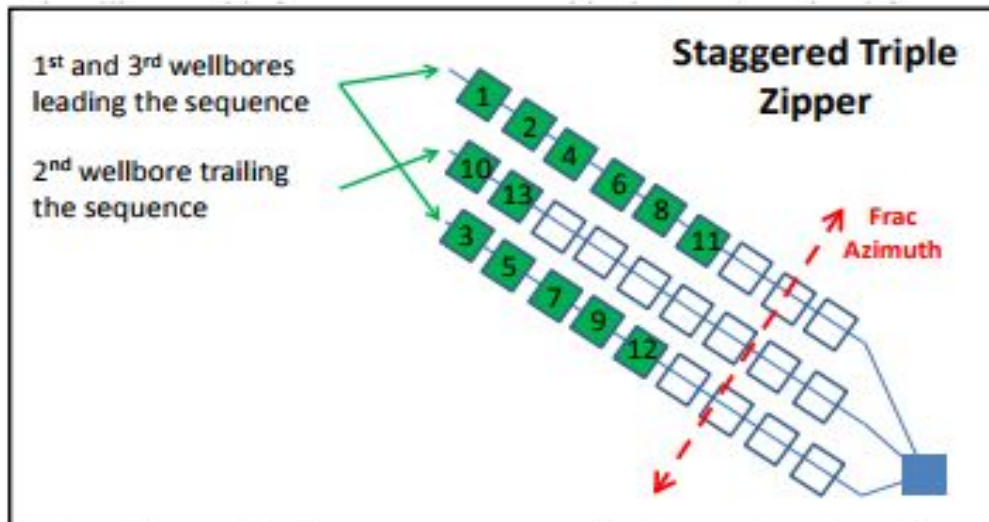 Staggered Triple
Zipper
1st and 3rd wellbores
leading the sequence
2nd wellbore trailing
the sequence
Frac
Azimuth
1
2
4
6
8
11
10
13
3
5
7
9
12